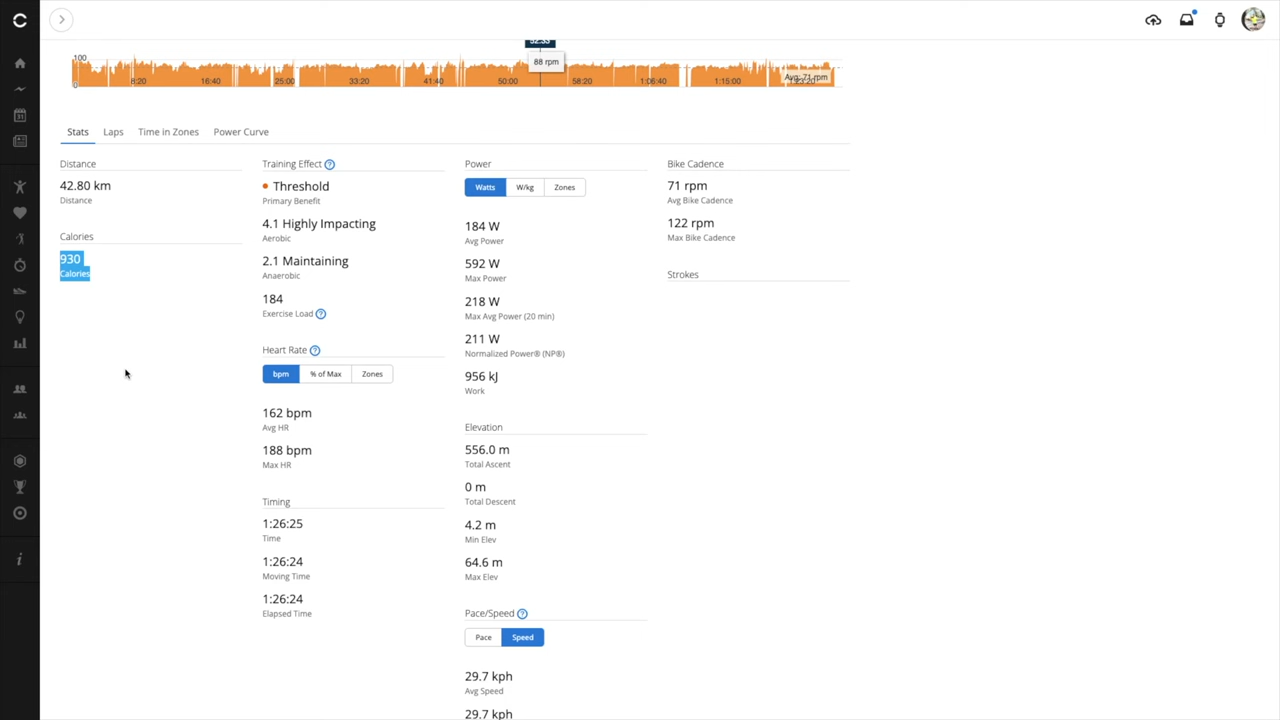 52:33
100
88 rpm
0
8:20
16:40
25:00
33:20
41:40
50:00
58:20
1:06:40
1:15:00
1:23:20
Avg: 71 rpm
31
Stats
Laps
Time in Zones
Power Curve
Distance
42.80 km
Distance
Calories
930
Calories
Training Effect ?
Threshold
Primary Benefit
4.1 Highly Impacting
Aerobic
2.1 Maintaining
Anaerobic
184
Exercise Load ?
Heart Rate ?
bpm
% of Max
Zones
162 bpm
Avg HR
188 bpm
Max HR
Timing
1:26:25
Time
1:26:24
Moving Time
1:26:24
Elapsed Time
Power
Watts
W/kg
Zones
184 W
Avg Power
592 W
Max Power
218 W
Max Avg Power (20 min)
211 W
Normalized Power® (NP®)
956 kJ
Work
Elevation
556.0 m
Total Ascent
0 m
Total Descent
4.2 m
Min Elev
64.6 m
Max Elev
Pace/Speed ?
Pace
Speed
29.7 kph
Avg Speed
29.7 kph
Bike Cadence
71 rpm
Avg Bike Cadence
122 rpm
Max Bike Cadence
Strokes